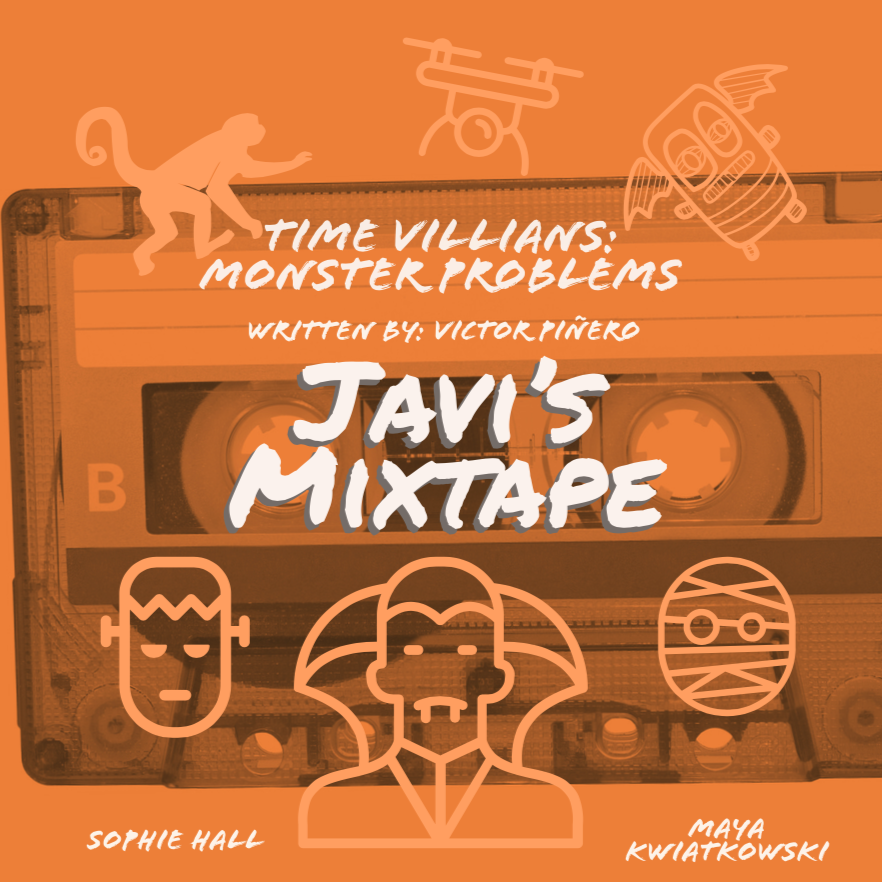 TIME VILLIANS:
MONSTER PROBLEMS
WRITTEN BY: VICTOR PIÑERO
JAVI'S
MIXTAPE
B
SOPHIE HALL
MAYA
KWIATKOWSKI